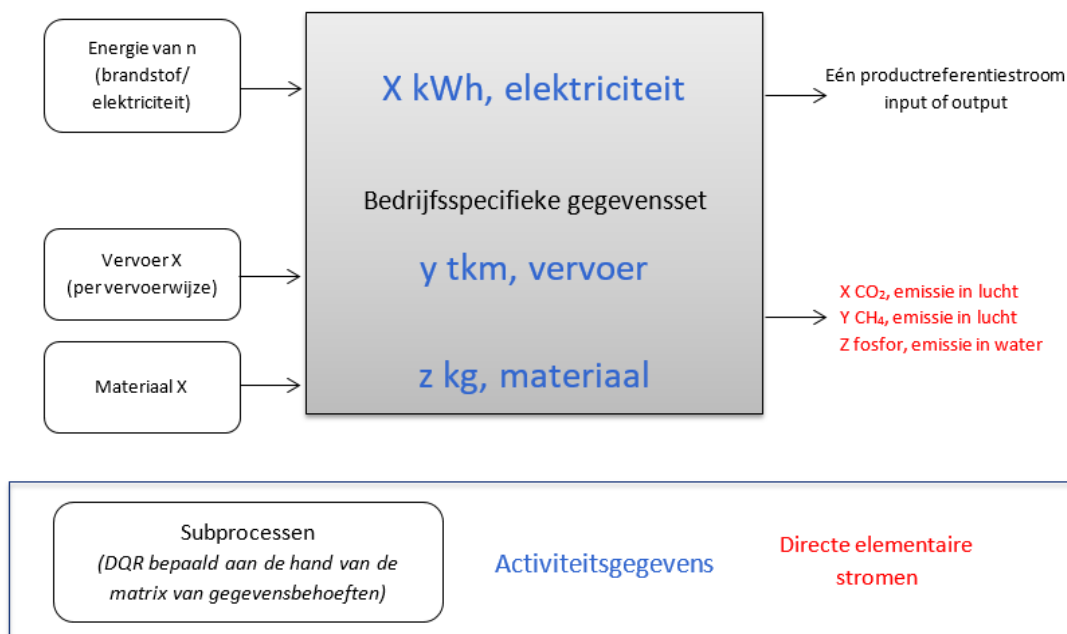 Energie van n
(brandstof/
elektriciteit)
X kWh, elektriciteit
Eén productreferentiestroom
input of output
Bedrijfsspecifieke gegevensset
Vervoer X
(per vervoerwijze)
y tkm, vervoer
X CO₂, emissie in lucht
Y CH₄, emissie in lucht
Z fosfor, emissie in water
Materiaal X
z kg, materiaal
Subprocessen
(DQR bepaald aan de hand van de
matrix van gegevensbehoeften)
Activiteitsgegevens
Directe elementaire
stromen